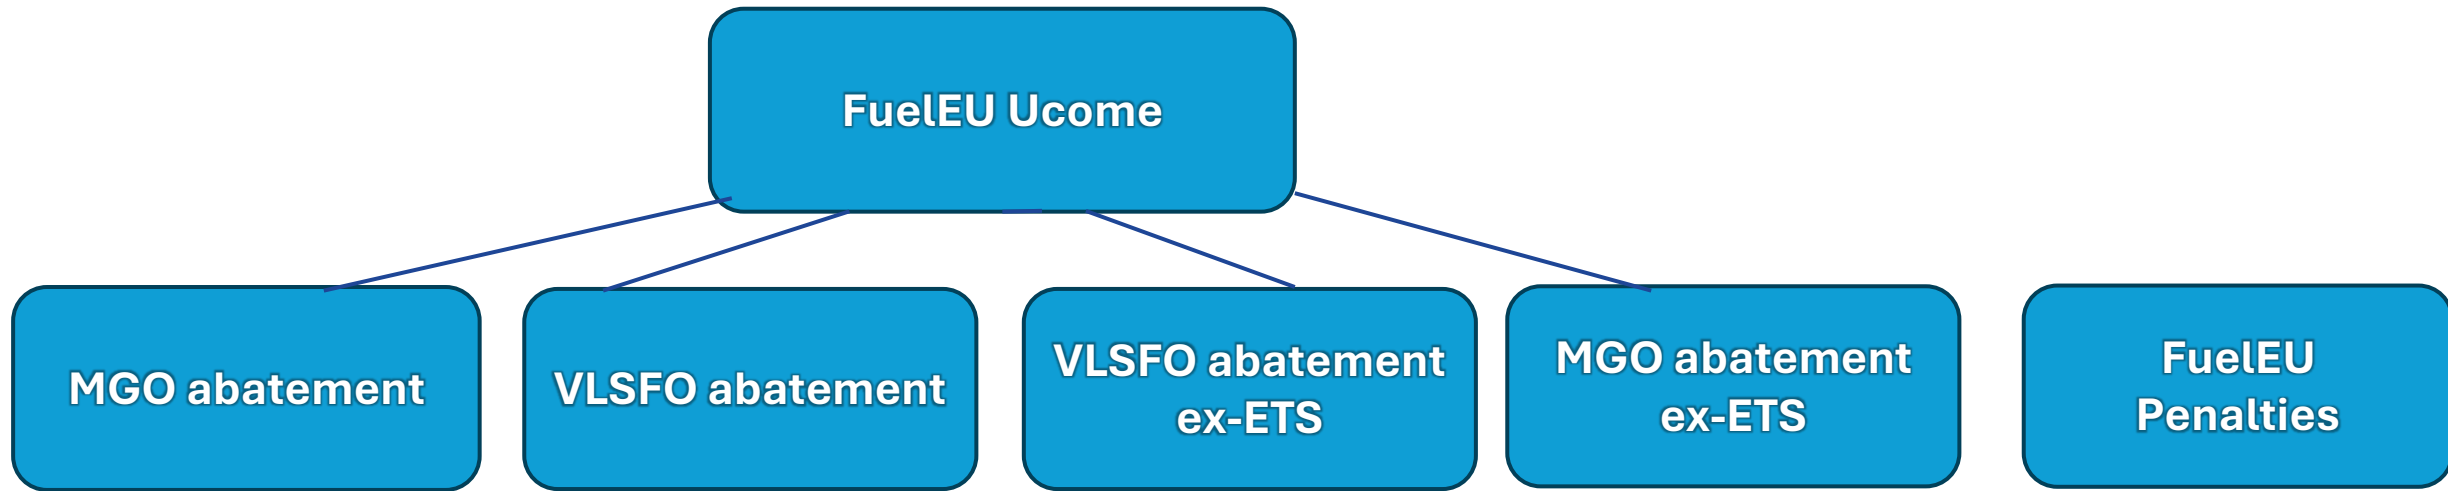 FuelEU Ucome
MGO abatement
VLSFO abatement
VLSFO abatement
ex-ETS
MGO abatement
ex-ETS
FuelEU
Penalties